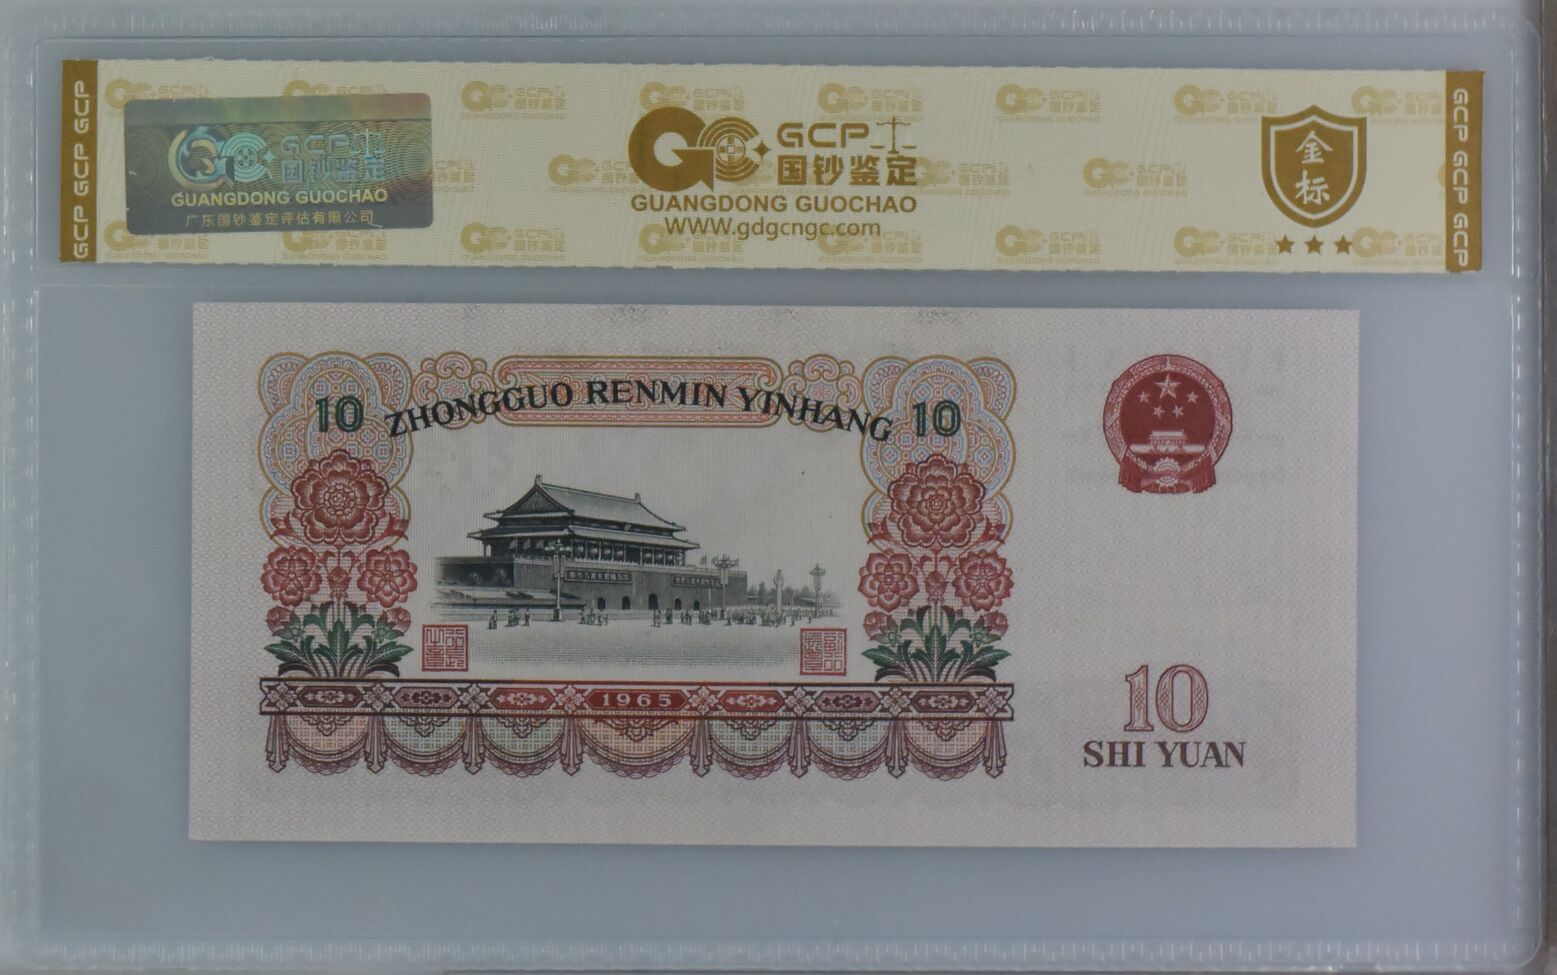 GCP GCP GCP
GCP
国钞鉴定
GUANGDONG GUOCHAO
广东国钞鉴定评估有限公司
GCP
国钞鉴定
GUANGDONG GUOCHAO
WWW.gdgcngc.com
金标
GCP GCP GCP
10 ZHONGGUO RENMIN YINHANG 10
1965
10
SHI YUAN